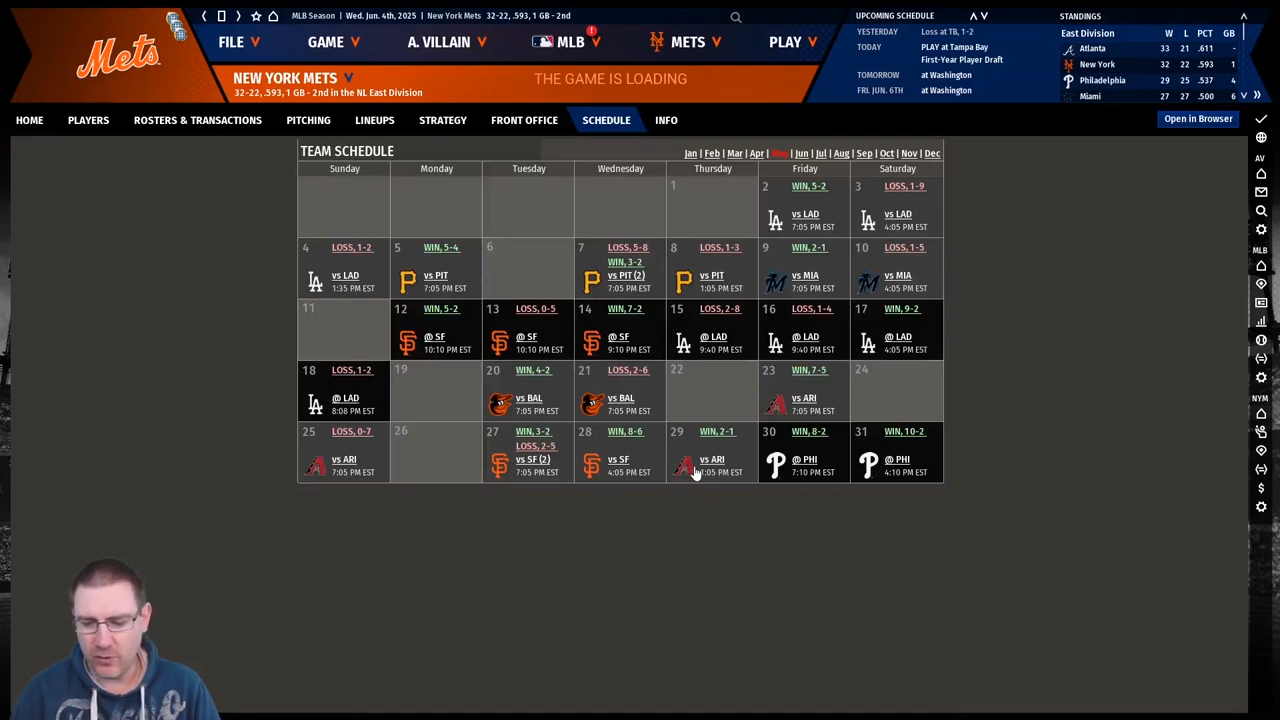 Mets
MLB Season | Wed. Jun. 4th, 2025 | New York Mets 32-22, .593, 1 GB - 2nd
FILE GAME A. VILLAIN MLB METS PLAY
NEW YORK METS
32-22, .593, 1 GB - 2nd in the NL East Division
THE GAME IS LOADING
UPCOMING SCHEDULE
YESTERDAY Loss at TB, 1-2
TODAY PLAY at Tampa Bay
First-Year Player Draft
TOMORROW at Washington
FRI. JUN. 6TH at Washington
STANDINGS
East Division W L PCT GB
Atlanta 33 21 .611 -
New York 32 22 .593 1
Philadelphia 29 25 .537 4
Miami 27 27 .500 6
HOME PLAYERS ROSTERS & TRANSACTIONS PITCHING LINEUPS STRATEGY FRONT OFFICE SCHEDULE INFO
Open in Browser
TEAM SCHEDULE
Jan | Feb | Mar | Apr | May | Jun | Jul | Aug | Sep | Oct | Nov | Dec
Sunday Monday Tuesday Wednesday Thursday Friday Saturday
1 2 WIN, 5-2 3 LOSS, 1-9
vs LAD vs LAD
7:05 PM EST 4:05 PM EST
4 LOSS, 1-2 5 WIN, 5-4 6 7 LOSS, 5-8 8 LOSS, 1-3 9 WIN, 2-1 10 LOSS, 1-5
WIN, 3-2
vs LAD vs PIT vs PIT (2) vs PIT vs MIA vs MIA
1:35 PM EST 7:05 PM EST 7:05 PM EST 1:05 PM EST 7:05 PM EST 4:05 PM EST
11 12 WIN, 5-2 13 LOSS, 0-5 14 WIN, 7-2 15 LOSS, 2-8 16 LOSS, 1-4 17 WIN, 9-2
@ SF @ SF @ SF @ LAD @ LAD @ LAD
10:10 PM EST 10:10 PM EST 9:10 PM EST 9:40 PM EST 9:40 PM EST 4:05 PM EST
18 LOSS, 1-2 19 20 WIN, 4-2 21 LOSS, 2-6 22 23 WIN, 7-5 24
@ LAD vs BAL vs BAL vs ARI
8:08 PM EST 7:05 PM EST 7:05 PM EST 7:05 PM EST
25 LOSS, 0-7 26 27 WIN, 3-2 28 WIN, 8-6 29 WIN, 2-1 30 WIN, 8-2 31 WIN, 10-2
LOSS, 2-5
vs ARI vs SF (2) vs SF vs ARI @ PHI @ PHI
7:05 PM EST 7:05 PM EST 4:05 PM EST :05 PM EST 7:10 PM EST 4:10 PM EST
AV
MLB
NYM